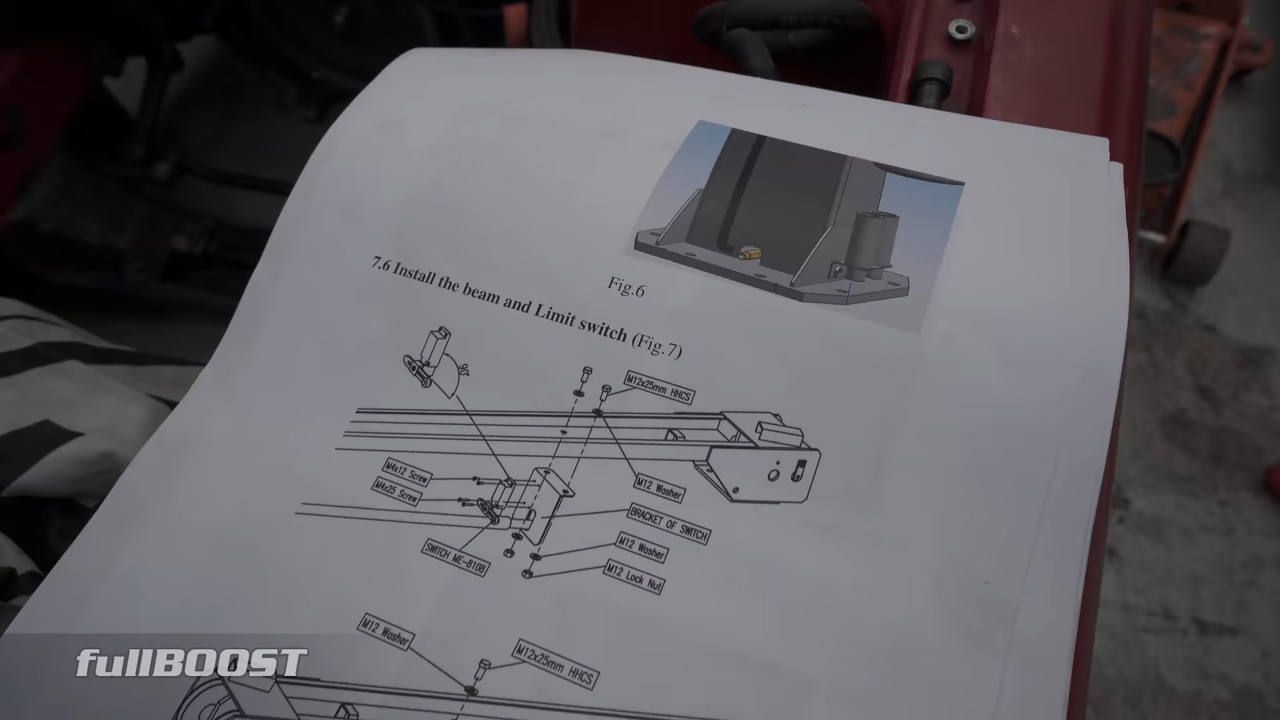 Fig.6
7.6 Install the beam and Limit switch (Fig.7)
90°
M12x25mm HHCS
M4x12 Screw
M4x25 Screw
M12 Washer
BRACKET OF SWITCH
SWITCH ME-8108
M12 Washer
M12 Lock Nut
M12 Washer
M12x25mm HHCS
fullBOOST